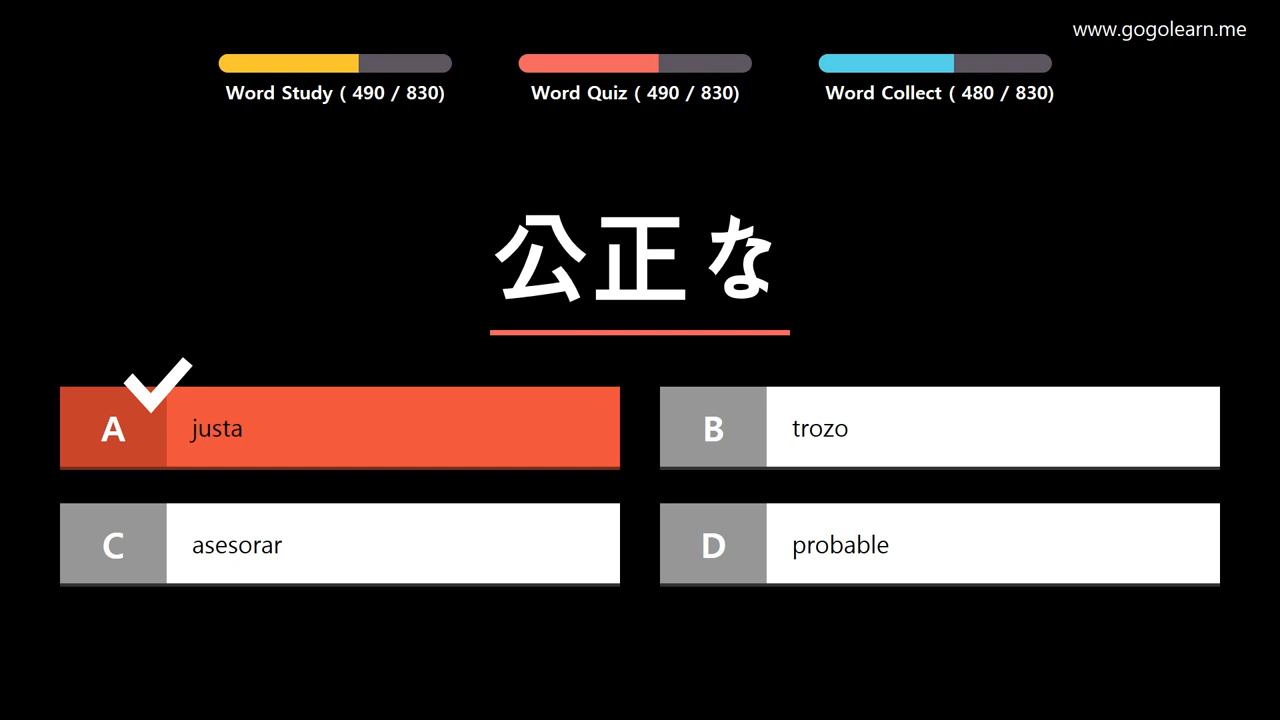 www.gogolearn.me
Word Study ( 490 / 830)
Word Quiz ( 490 / 830)
Word Collect ( 480 / 830)
公正な
A justa
B trozo
C asesorar
D probable